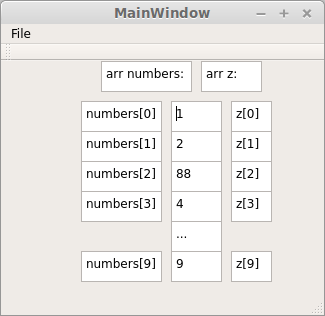 MainWindow
File
arr numbers: arr z:
numbers[0] 1 z[0]
numbers[1] 2 z[1]
numbers[2] 88 z[2]
numbers[3] 4 z[3]
...
numbers[9] 9 z[9]